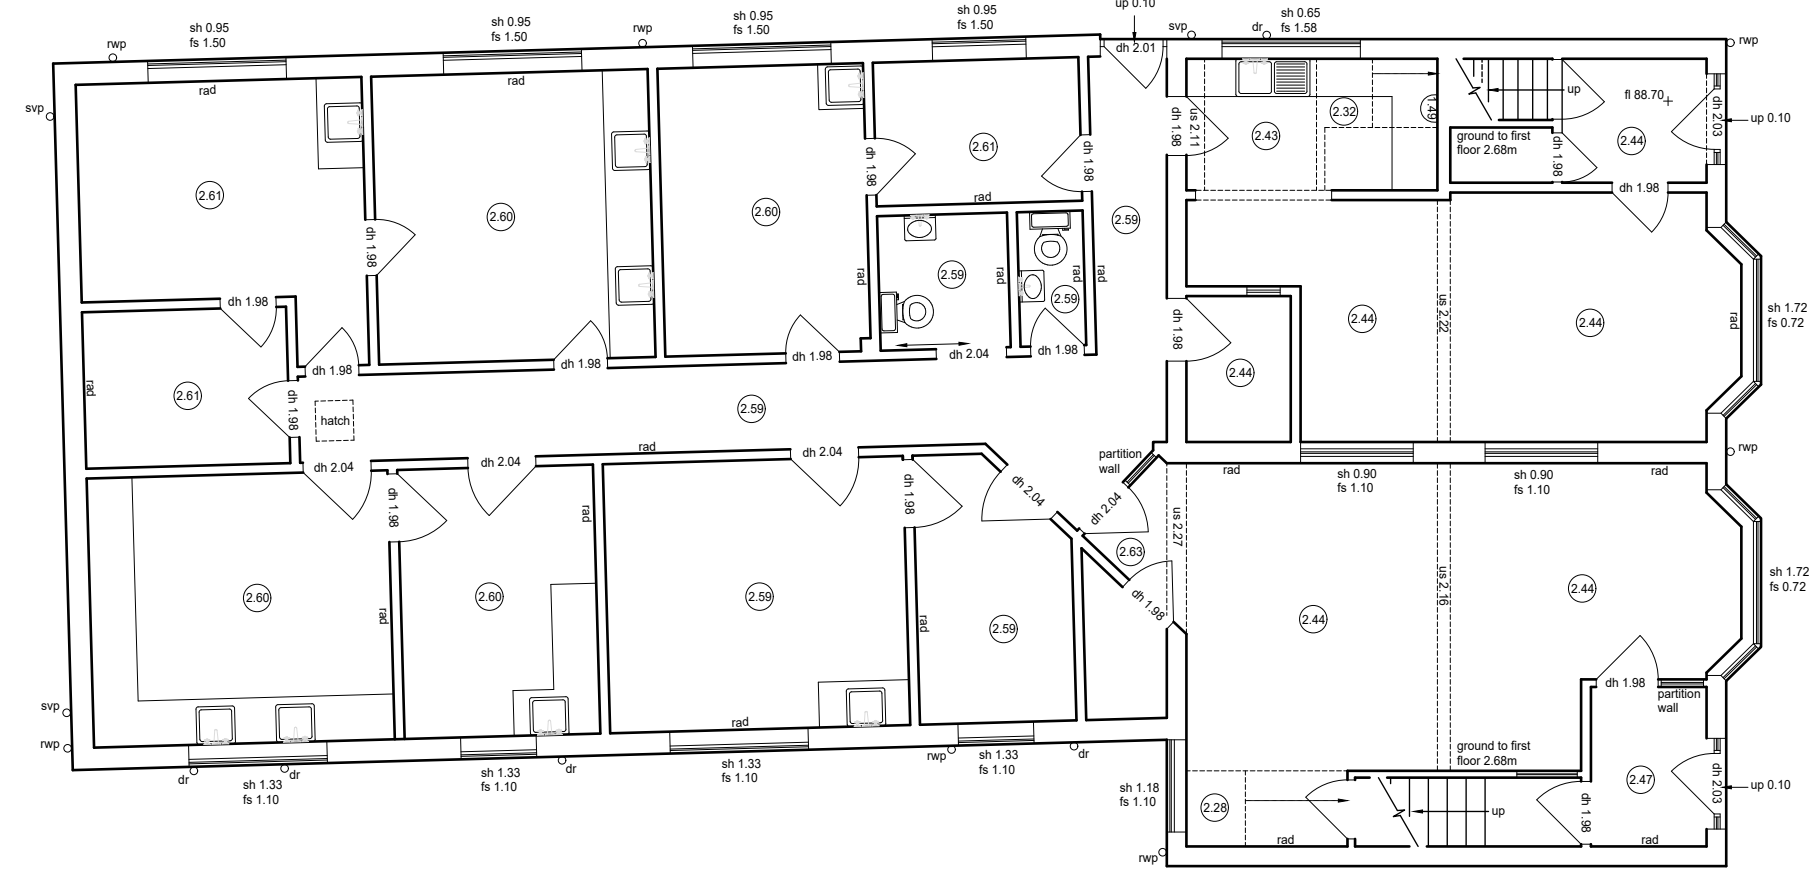 up 0.10
sh 0.95
fs 1.50
sh 0.95
fs 1.50
sh 0.95
fs 1.50
sh 0.95
fs 1.50
sh 0.65
fs 1.58
rwp
rwp
svp
dr
rwp
dh 2.01
svp
rad
rad
up
fl 88.70
dh 2.03
up 0.10
1.49
2.32
2.43
us 2.11
dh 1.98
ground to first
floor 2.68m
dh 1.98
2.44
2.61
dh 1.98
dh 1.98
dh 1.98
2.61
2.60
2.60
rad
2.59
dh 1.98
dh 1.98
rad
2.59
rad
rad
2.59
rad
dh 1.98
dh 1.98
2.44
us 2.22
2.44
rad
sh 1.72
fs 0.72
rad
2.61
dh 1.98
dh 1.98
dh 1.98
dh 1.98
dh 2.04
dh 1.98
2.44
hatch
2.59
rad
dh 2.04
dh 2.04
dh 2.04
partition
wall
rad
sh 0.90
fs 1.10
sh 0.90
fs 1.10
rad
rwp
dh 1.98
rad
dh 1.98
dh 2.04
dh 2.04
us 2.27
2.63
dh 1.98
us 2.16
2.44
2.44
sh 1.72
fs 0.72
2.60
rad
2.60
2.59
rad
2.59
dh 1.98
partition
wall
svp
rwp
rad
dr
dr
sh 1.33
fs 1.10
sh 1.33
fs 1.10
dr
sh 1.33
fs 1.10
rwp
sh 1.33
fs 1.10
dr
ground to first
floor 2.68m
2.47
dh 2.03
up 0.10
sh 1.18
fs 1.10
2.28
up
dh 1.98
rad
rad
rwp